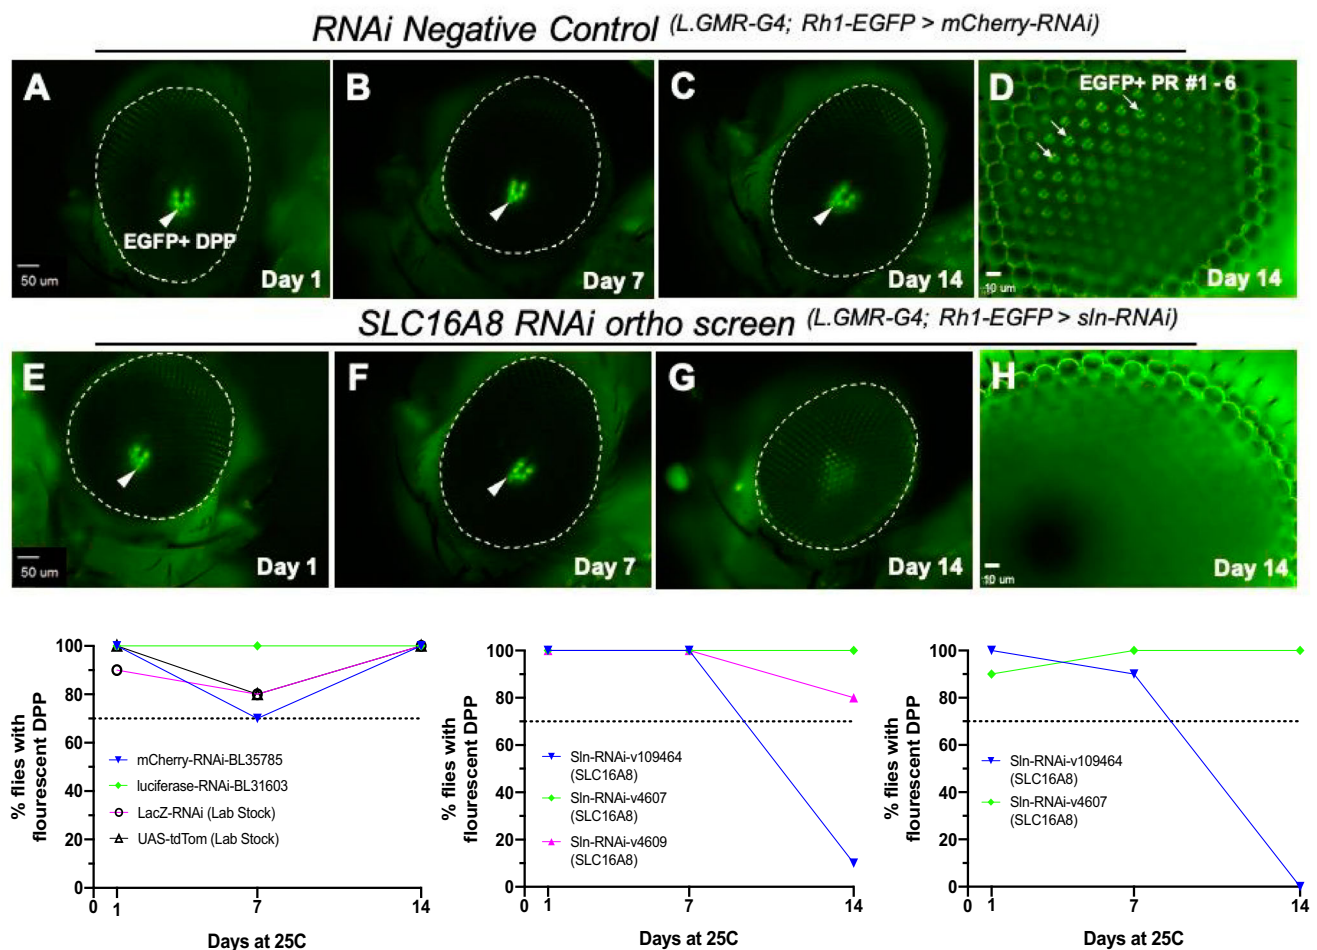 RNAi Negative Control (L.GMR-G4; Rh1-EGFP > mCherry-RNAi)
A
B
C
D
EGFP+ PR #1 - 6
EGFP+ DPP
50 um
Day 1
Day 7
Day 14
10 um
Day 14
SLC16A8 RNAi ortho screen (L.GMR-G4; Rh1-EGFP > sln-RNAi)
E
F
G
H
50 um
Day 1
Day 7
Day 14
10 um
Day 14
% flies with
flourescent DPP
100
80
60
40
20
0
mCherry-RNAi-BL35785
luciferase-RNAi-BL31603
LacZ-RNAi (Lab Stock)
UAS-tdTom (Lab Stock)
0 1 7 14
Days at 25C
% flies with
flourescent DPP
100
80
60
40
20
0
Sln-RNAi-v109464
(SLC16A8)
Sln-RNAi-v4607
(SLC16A8)
Sln-RNAi-v4609
(SLC16A8)
0 1 7 14
Days at 25C
% flies with
flourescent DPP
100
80
60
40
20
0
Sln-RNAi-v109464
(SLC16A8)
Sln-RNAi-v4607
(SLC16A8)
0 1 7 14
Days at 25C